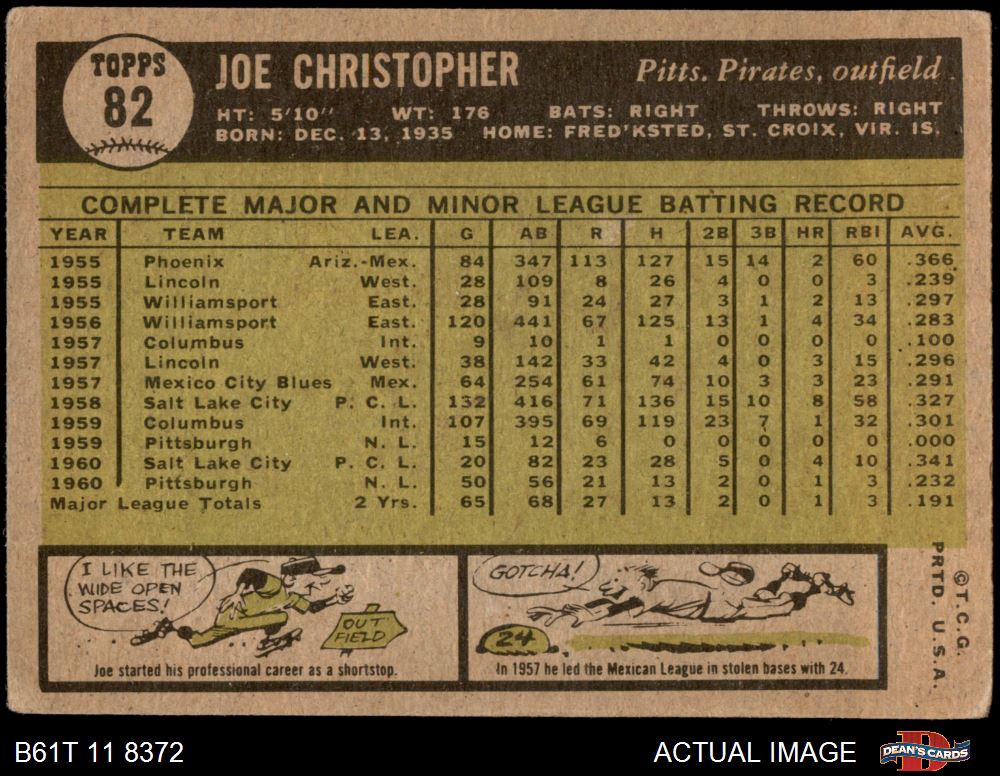 TOPPS
82
JOE CHRISTOPHER
Pitts. Pirates, outfield
HT: 5'10" WT: 176 BATS: RIGHT THROWS: RIGHT
BORN: DEC. 13, 1935 HOME: FRED'KSTED, ST. CROIX, VIR. IS.
COMPLETE MAJOR AND MINOR LEAGUE BATTING RECORD
YEAR TEAM LEA. G AB R H 2B 3B HR RBI AVG.
1955 Phoenix Ariz.-Mex. 84 347 113 127 15 14 2 60 .366
1955 Lincoln West. 28 109 8 26 4 0 0 3 .239
1955 Williamsport East. 28 91 24 27 3 1 2 13 .297
1956 Williamsport East. 120 441 67 125 13 1 4 34 .283
1957 Columbus Int. 9 10 1 1 0 0 0 0 .100
1957 Lincoln West. 38 142 33 42 4 0 3 15 .296
1957 Mexico City Blues Mex. 64 254 61 74 10 3 3 23 .291
1958 Salt Lake City P. C. L. 132 416 71 136 15 10 8 58 .327
1959 Columbus Int. 107 395 69 119 23 7 1 32 .301
1959 Pittsburgh N. L. 15 12 6 0 0 0 0 0 .000
1960 Salt Lake City P. C. L. 20 82 23 28 5 0 4 10 .341
1960 Pittsburgh N. L. 50 56 21 13 2 0 1 3 .232
Major League Totals 2 Yrs. 65 68 27 13 2 0 1 3 .191
I LIKE THE
WIDE OPEN
SPACES!
OUT
FIELD
Joe started his professional career as a shortstop.
GOTCHA!
24
In 1957 he led the Mexican League in stolen bases with 24.
© T.C.G.
PRTD. U.S.A.
B61T 11 8372
ACTUAL IMAGE
D
DEAN'S CARDS